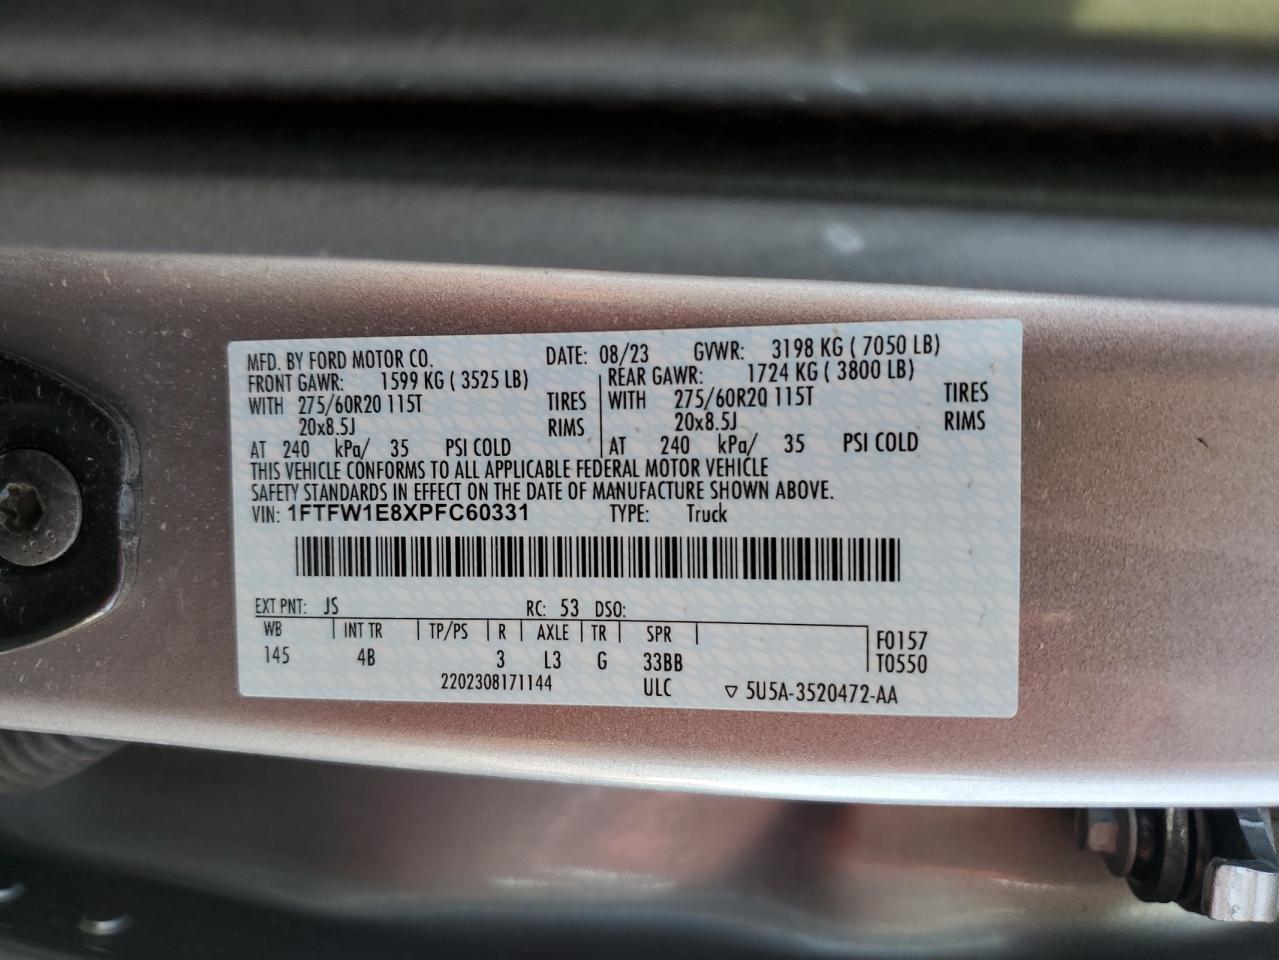 MFD. BY FORD MOTOR CO. DATE: 08/23 GVWR: 3198 KG ( 7050 LB)
FRONT GAWR: 1599 KG ( 3525 LB) REAR GAWR: 1724 KG ( 3800 LB)
WITH 275/60R20 115T TIRES WITH 275/60R20 115T TIRES
20x8.5J RIMS 20x8.5J RIMS
AT 240 kPa/ 35 PSI COLD AT 240 kPa/ 35 PSI COLD
THIS VEHICLE CONFORMS TO ALL APPLICABLE FEDERAL MOTOR VEHICLE
SAFETY STANDARDS IN EFFECT ON THE DATE OF MANUFACTURE SHOWN ABOVE.
VIN: 1FTFW1E8XPFC60331 TYPE: Truck
EXT PNT: JS RC: 53 DSO:
WB INT TR TP/PS R AXLE TR SPR F0157
145 4B 3 L3 G 33BB T0550
2202308171144 ULC ▽ 5U5A-3520472-AA